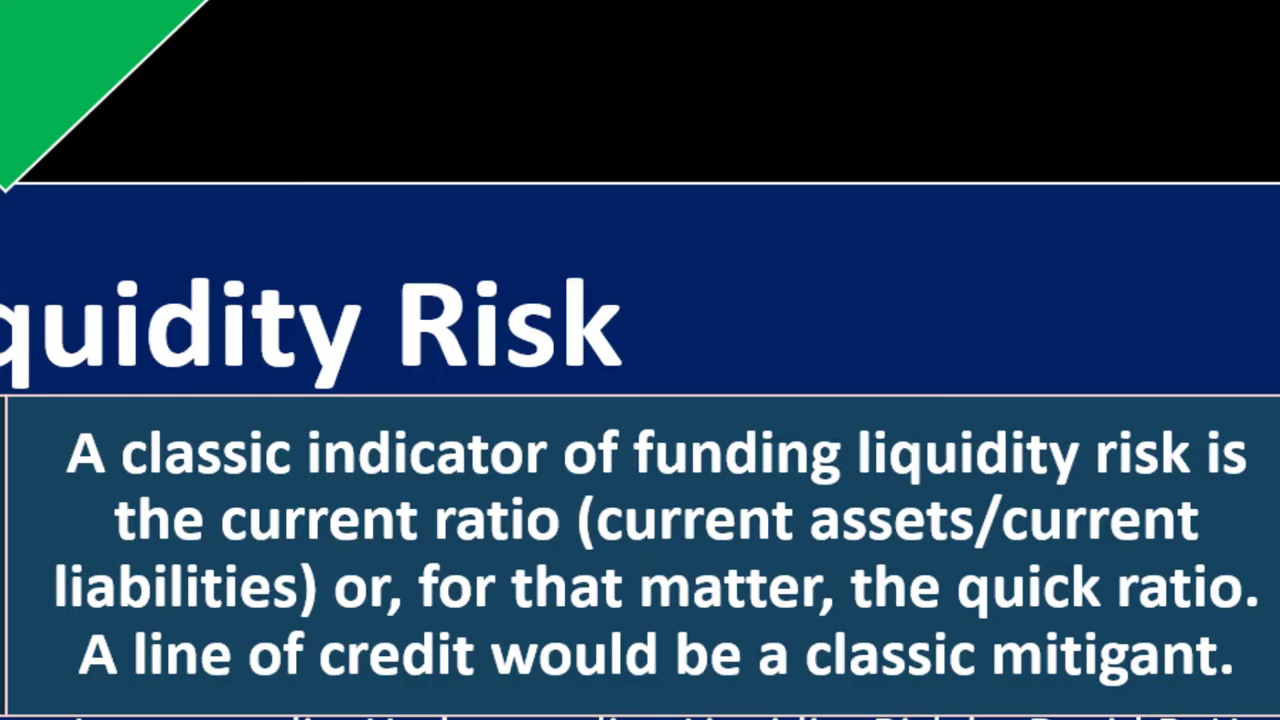 quidity Risk
A classic indicator of funding liquidity risk is
the current ratio (current assets/current
liabilities) or, for that matter, the quick ratio.
A line of credit would be a classic mitigant.